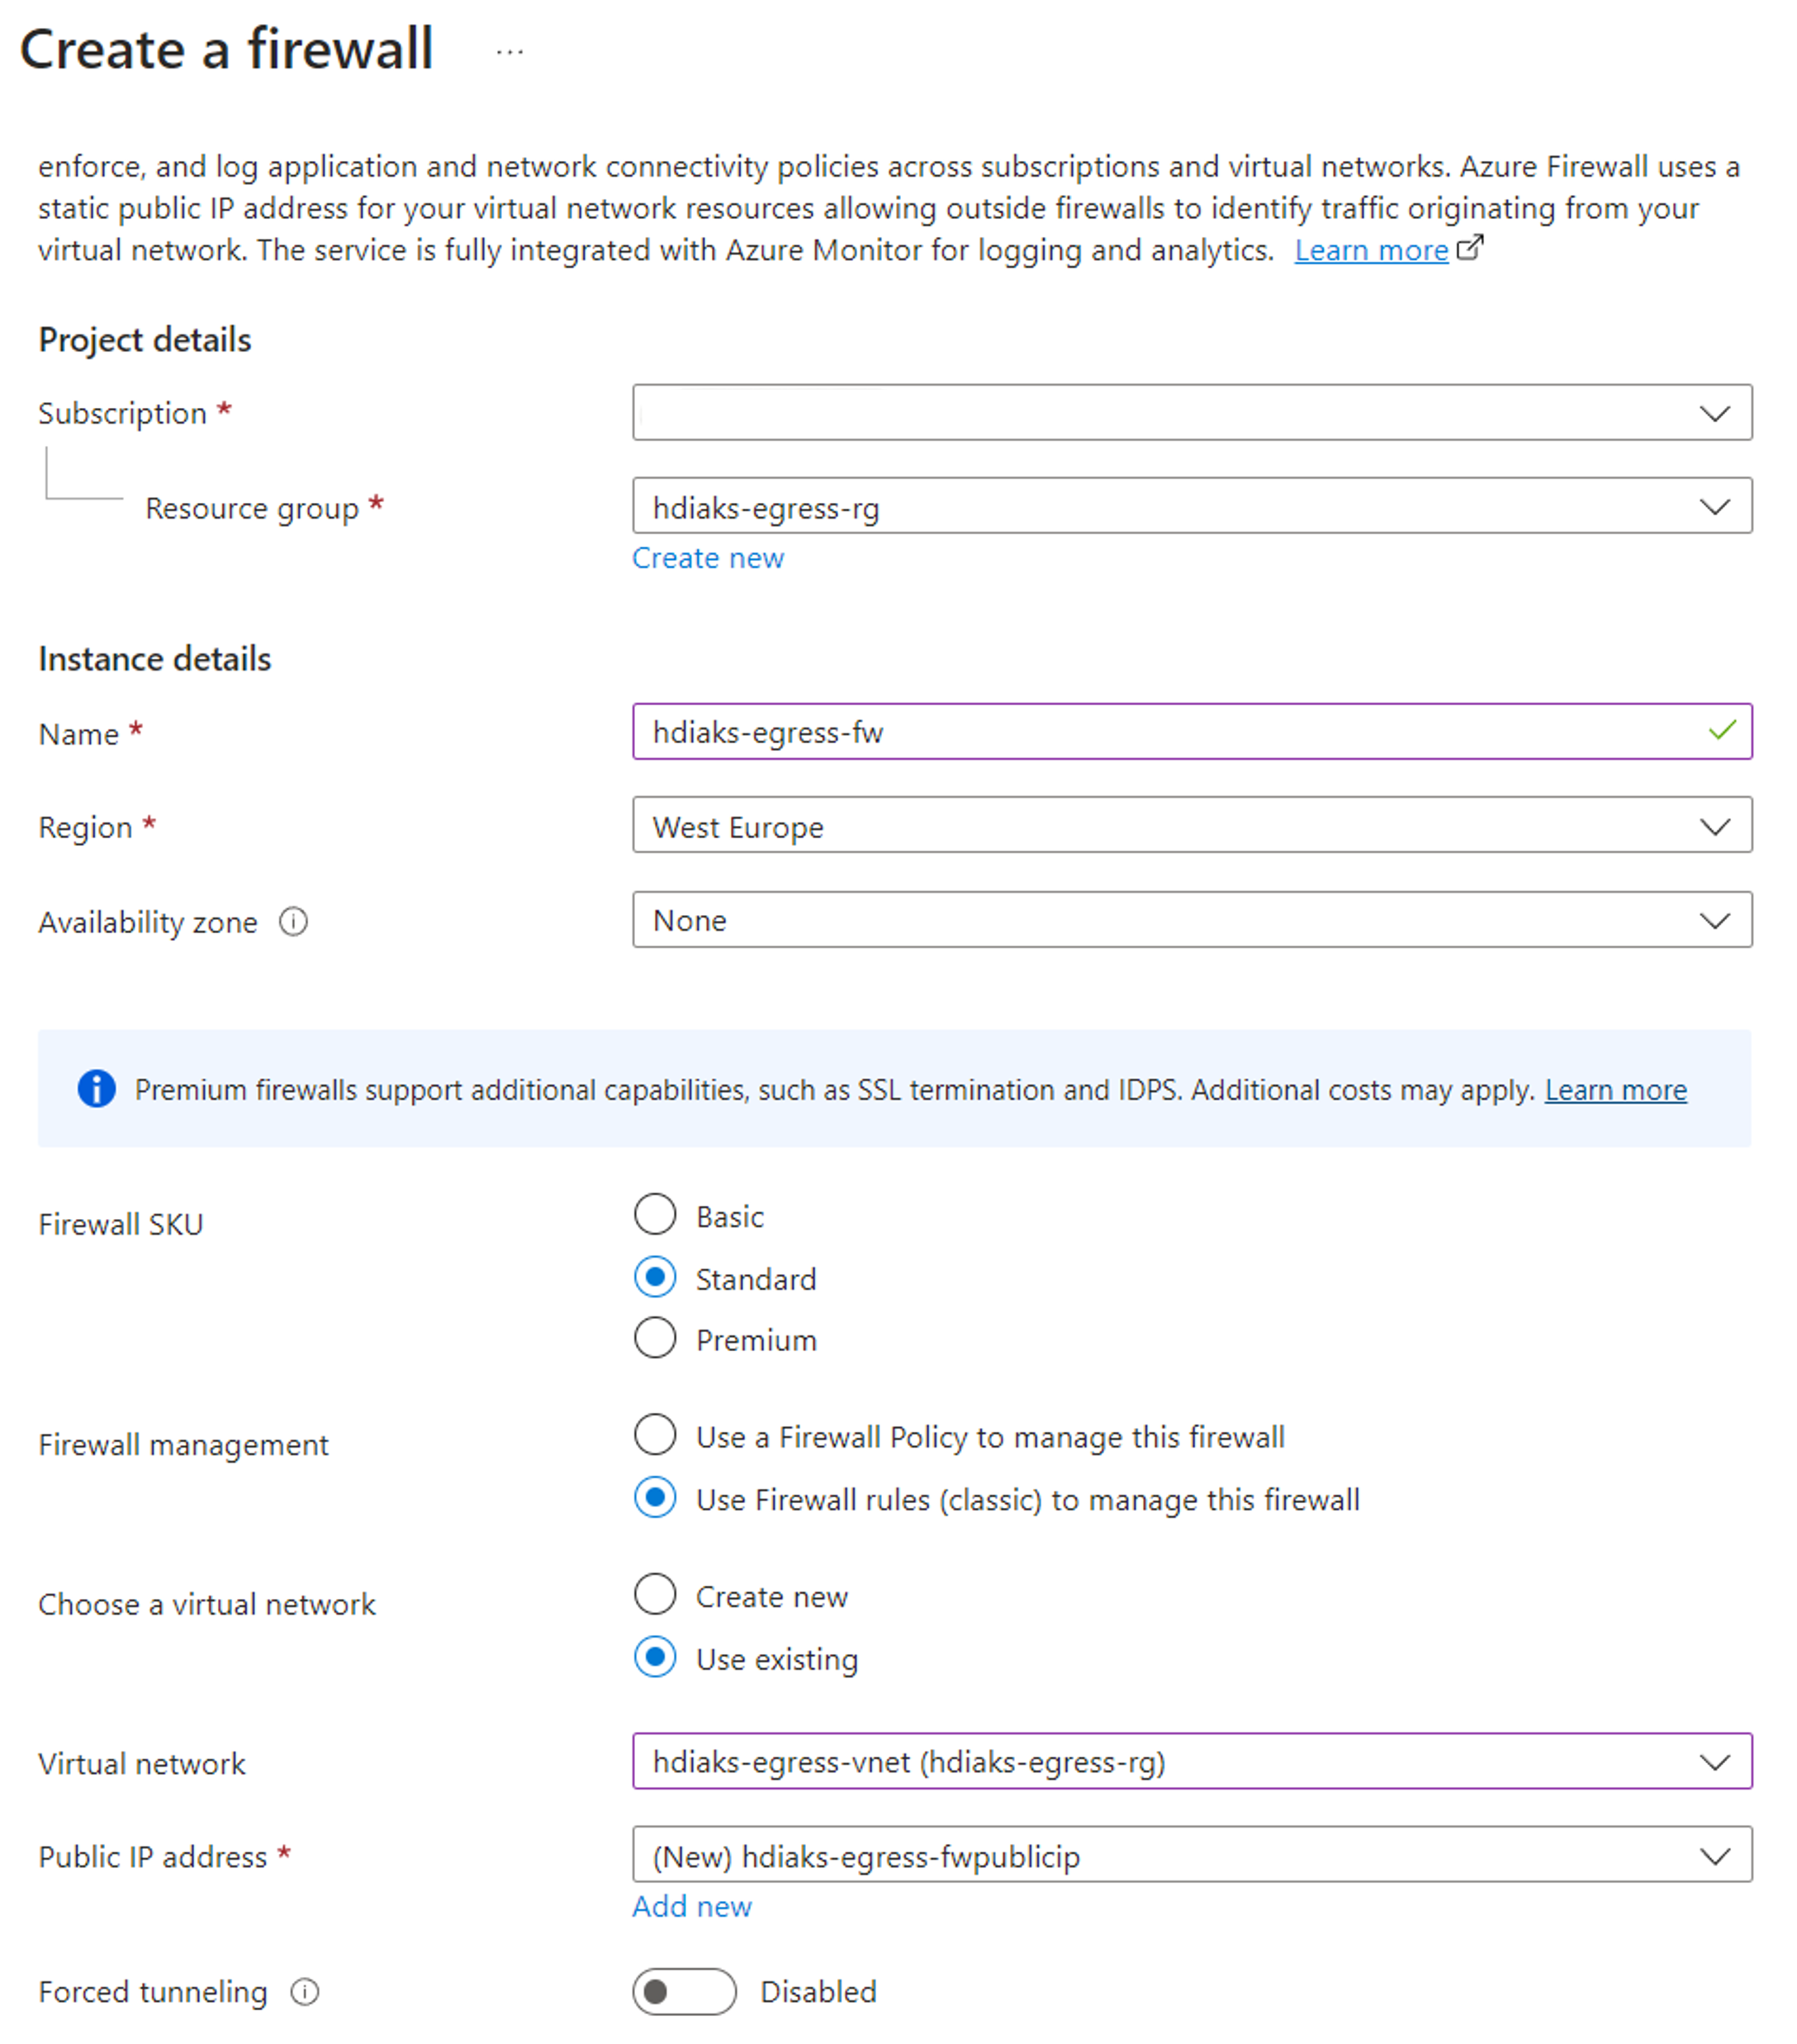 Create a firewall ...
enforce, and log application and network connectivity policies across subscriptions and virtual networks. Azure Firewall uses a
static public IP address for your virtual network resources allowing outside firewalls to identify traffic originating from your
virtual network. The service is fully integrated with Azure Monitor for logging and analytics. Learn more
Project details
Subscription *
Resource group * hdiaks-egress-rg
Create new
Instance details
Name * hdiaks-egress-fw
Region * West Europe
Availability zone None
Premium firewalls support additional capabilities, such as SSL termination and IDPS. Additional costs may apply. Learn more
Firewall SKU
Basic
Standard
Premium
Firewall management
Use a Firewall Policy to manage this firewall
Use Firewall rules (classic) to manage this firewall
Choose a virtual network
Create new
Use existing
Virtual network hdiaks-egress-vnet (hdiaks-egress-rg)
Public IP address * (New) hdiaks-egress-fwpublicip
Add new
Forced tunneling Disabled